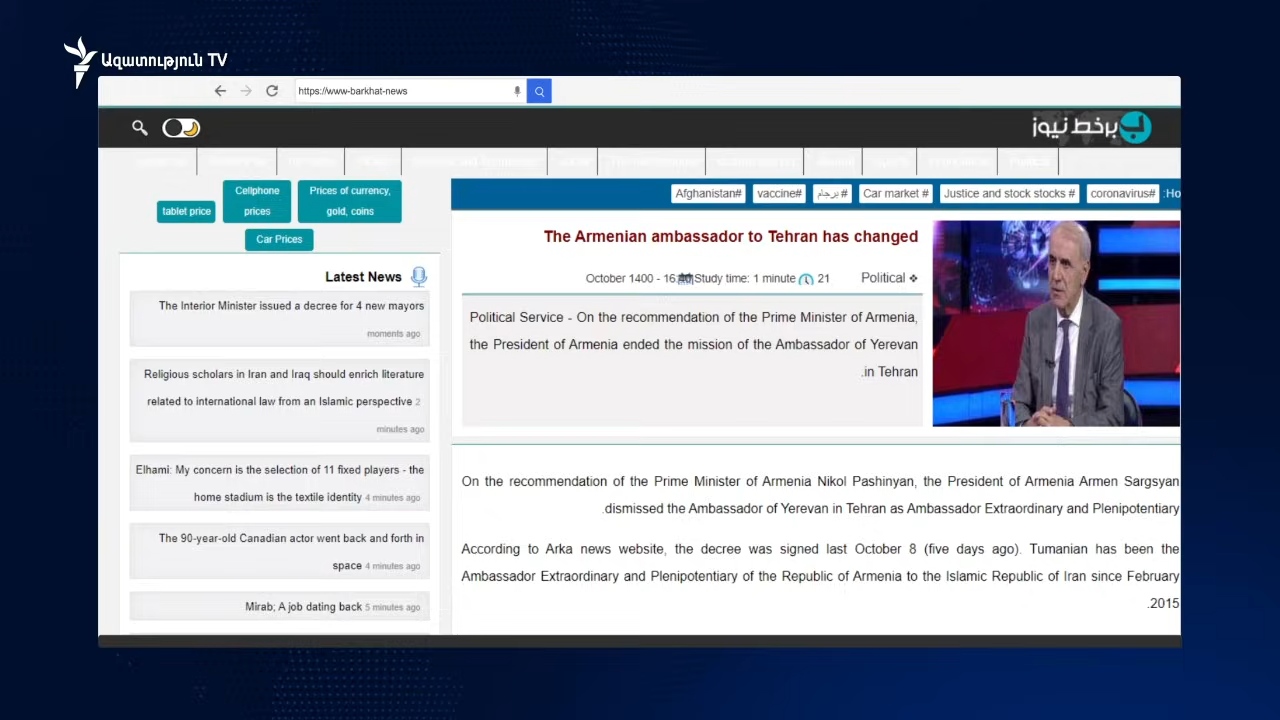 Ազատություն TV
https://www-barkhat-news
برخط نیوز
Cellphone prices
Prices of currency, gold, coins
tablet price
Car Prices
Afghanistan#
vaccine#
# برجام
Car market #
Justice and stock stocks #
coronavirus#
:Ho
Latest News
The Interior Minister issued a decree for 4 new mayors
moments ago
Religious scholars in Iran and Iraq should enrich literature
related to international law from an Islamic perspective 2
minutes ago
Elhami: My concern is the selection of 11 fixed players - the
home stadium is the textile identity 4 minutes ago
The 90-year-old Canadian actor went back and forth in
space 4 minutes ago
Mirab; A job dating back 5 minutes ago
The Armenian ambassador to Tehran has changed
October 1400 - 16 Study time: 1 minute 21 Political ❖
Political Service - On the recommendation of the Prime Minister of Armenia,
the President of Armenia ended the mission of the Ambassador of Yerevan
.in Tehran
On the recommendation of the Prime Minister of Armenia Nikol Pashinyan, the President of Armenia Armen Sargsyan
.dismissed the Ambassador of Yerevan in Tehran as Ambassador Extraordinary and Plenipotentiary
According to Arka news website, the decree was signed last October 8 (five days ago). Tumanian has been the
Ambassador Extraordinary and Plenipotentiary of the Republic of Armenia to the Islamic Republic of Iran since February
.2015